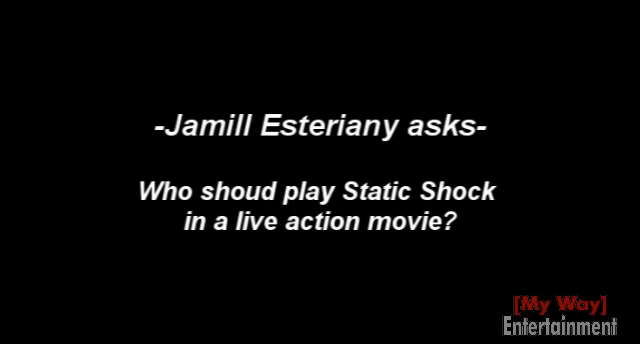 -Jamill Esteriany asks-
Who shoud play Static Shock
in a live action movie?
[My Way]
Entertainment